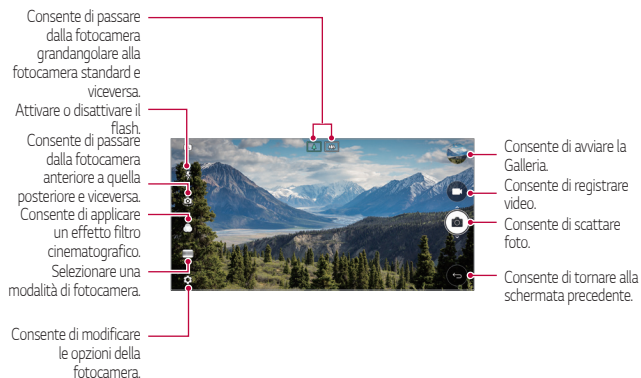 Consente di passare
dalla fotocamera
grandangolare alla
fotocamera standard e
viceversa.
Attivare o disattivare il
flash.
Consente di passare
dalla fotocamera
anteriore a quella
posteriore e viceversa.
Consente di applicare
un effetto filtro
cinematografico.
Selezionare una
modalità di fotocamera.
Consente di modificare
le opzioni della
fotocamera.
Consente di avviare la
Galleria.
Consente di registrare
video.
Consente di scattare
foto.
Consente di tornare alla
schermata precedente.